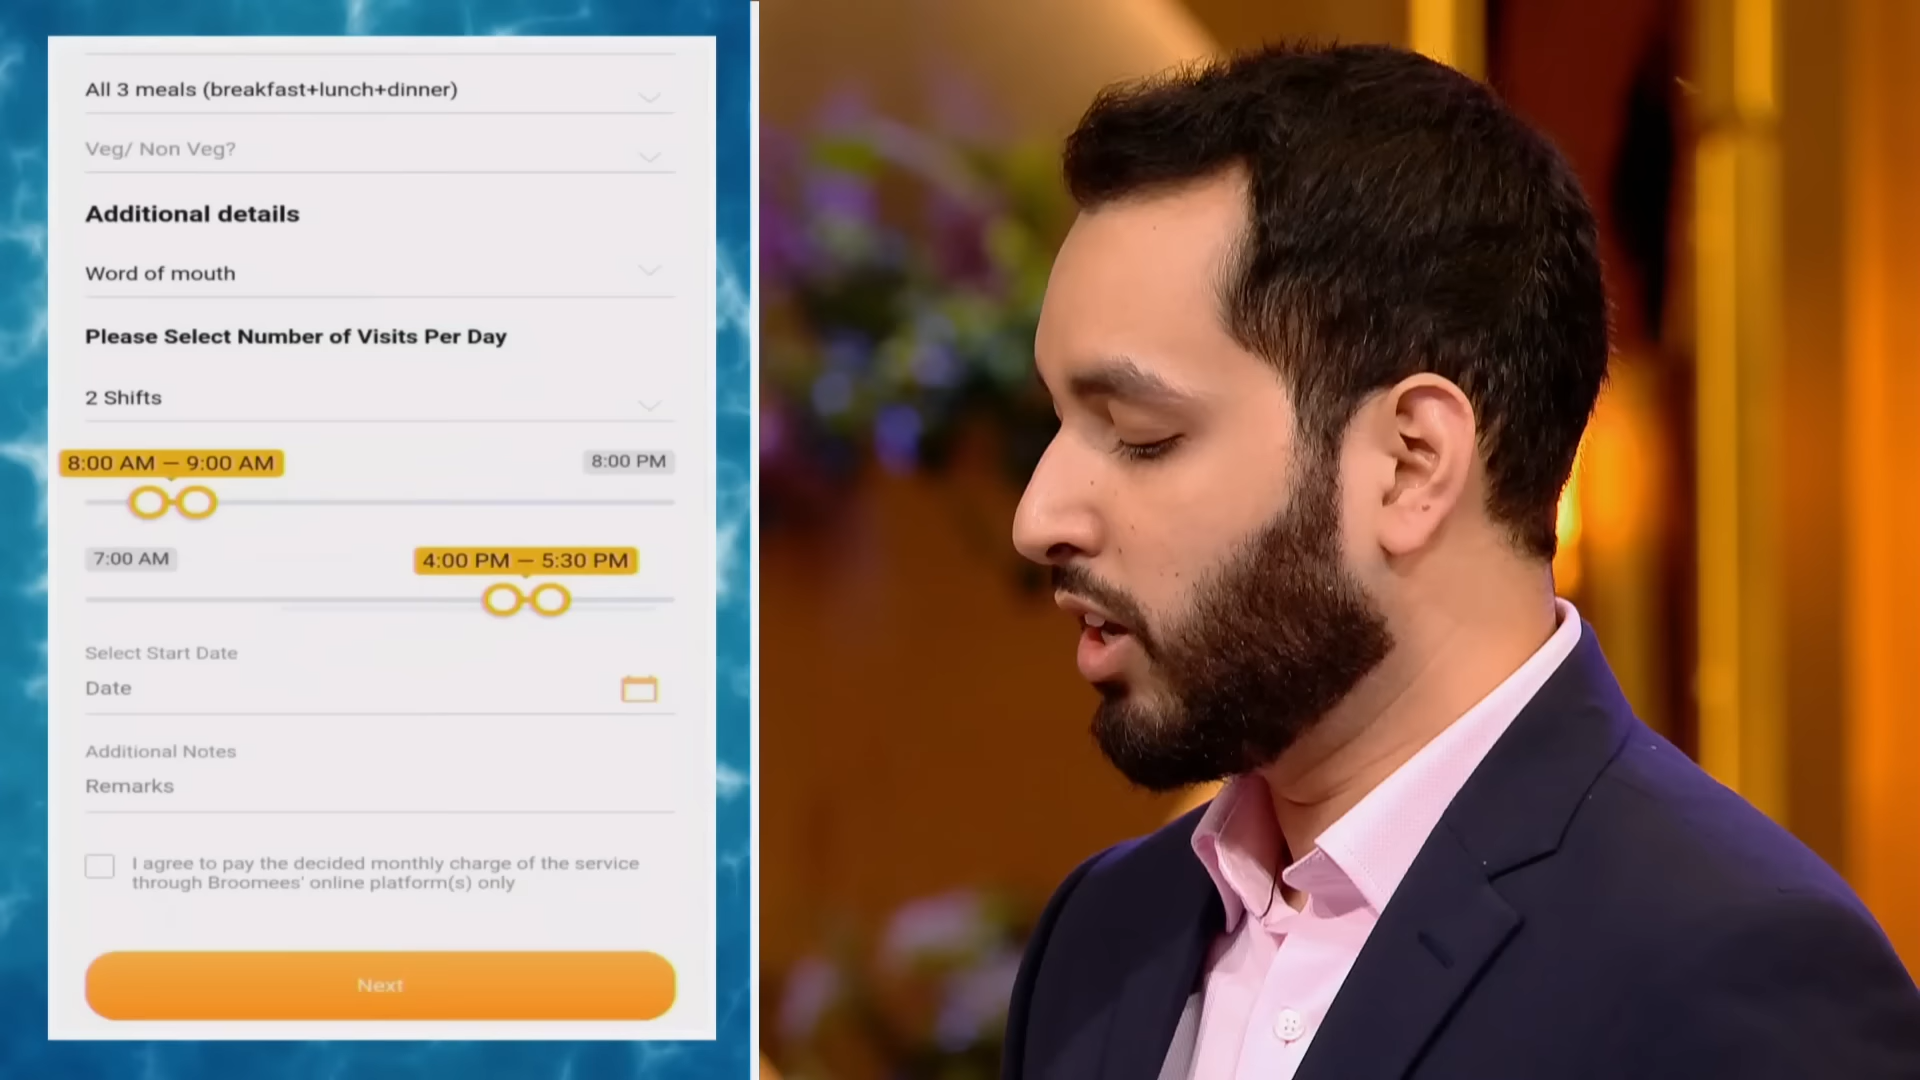 All 3 meals (breakfast+lunch+dinner)
Veg/ Non Veg?
Additional details
Word of mouth
Please Select Number of Visits Per Day
2 Shifts
8:00 AM — 9:00 AM
8:00 PM
7:00 AM
4:00 PM — 5:30 PM
Select Start Date
Date
Additional Notes
Remarks
I agree to pay the decided monthly charge of the service
through Broomees' online platform(s) only
Next